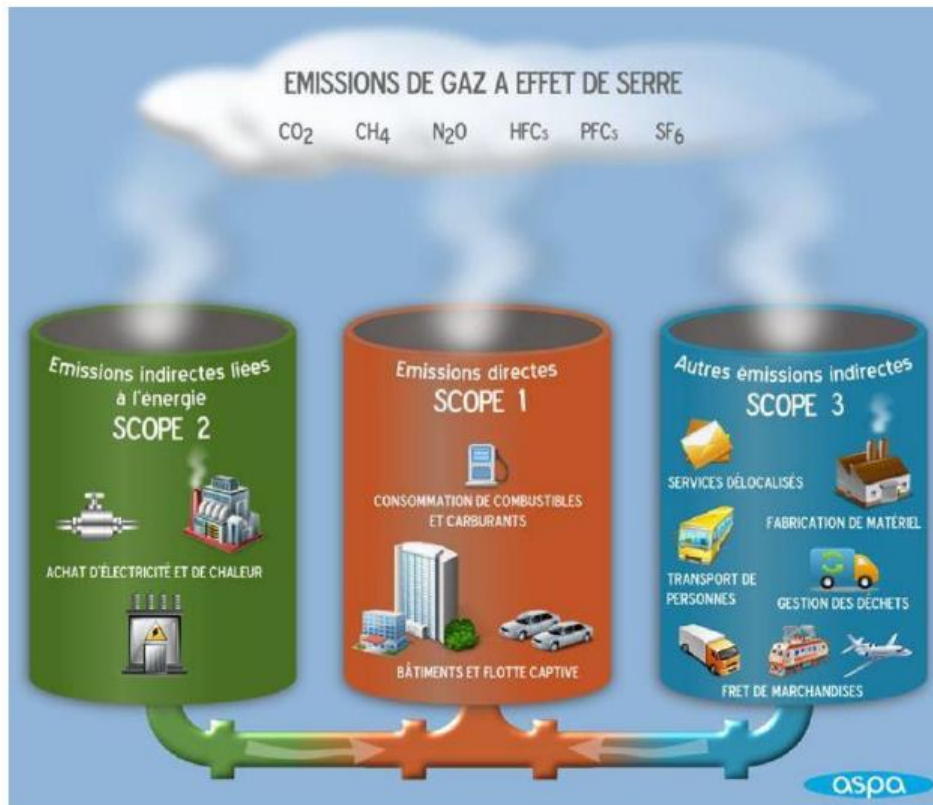 EMISSIONS DE GAZ A EFFET DE SERRE
CO2 CH4 N2O HFCs PFCs SF6
Emissions indirectes liées
à l'énergie
SCOPE 2
ACHAT D'ÉLECTRICITÉ ET DE CHALEUR
Emissions directes
SCOPE 1
CONSOMMATION DE COMBUSTIBLES
ET CARBURANTS
BÂTIMENTS ET FLOTTE CAPTIVE
Autres émissions indirectes
SCOPE 3
SERVICES DÉLOCALISÉS
FABRICATION DE MATÉRIEL
TRANSPORT DE
PERSONNES
GESTION DES DÉCHETS
FRET DE MARCHANDISES
aspa